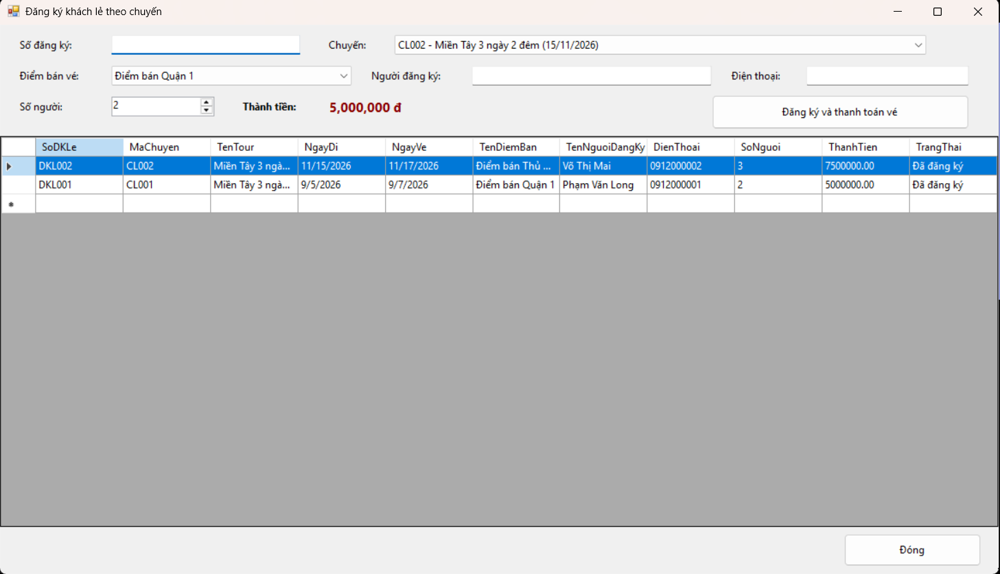 Đăng ký khách lẻ theo chuyến
Số đăng ký: Chuyến: CL002 - Miền Tây 3 ngày 2 đêm (15/11/2026)
Điểm bán vé: Điểm bán Quận 1 Người đăng ký: Điện thoại:
Số người: 2 Thành tiền: 5,000,000 đ Đăng ký và thanh toán vé
SoDKLe MaChuyen TenTour NgayDi NgayVe TenDiemBan TenNguoiDangKy DienThoai SoNguoi ThanhTien TrangThai
DKL002 CL002 Miền Tây 3 ngà... 11/15/2026 11/17/2026 Điểm bán Thủ ... Võ Thị Mai 0912000002 3 7500000.00 Đã đăng ký
DKL001 CL001 Miền Tây 3 ngà... 9/5/2026 9/7/2026 Điểm bán Quận 1 Phạm Văn Long 0912000001 2 5000000.00 Đã đăng ký
Đóng